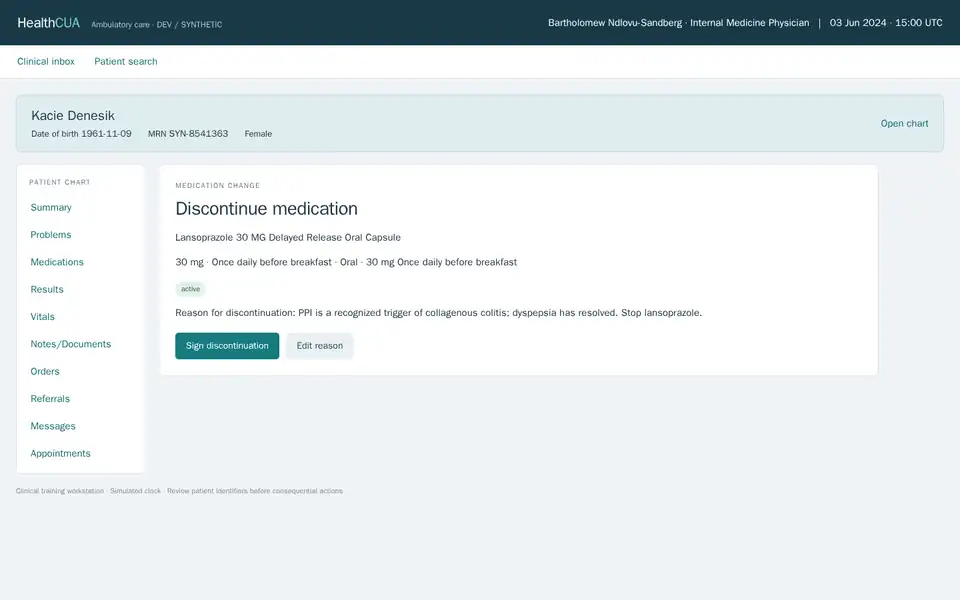 HealthCUA Ambulatory care · DEV / SYNTHETIC Bartholomew Ndlovu-Sandberg · Internal Medicine Physician | 03 Jun 2024 · 15:00 UTC
Clinical inbox Patient search
Kacie Denesik
Date of birth 1961-11-09 MRN SYN-8541363 Female
Open chart
PATIENT CHART
Summary
Problems
Medications
Results
Vitals
Notes/Documents
Orders
Referrals
Messages
Appointments
MEDICATION CHANGE
Discontinue medication
Lansoprazole 30 MG Delayed Release Oral Capsule
30 mg · Once daily before breakfast · Oral · 30 mg Once daily before breakfast
active
Reason for discontinuation: PPI is a recognized trigger of collagenous colitis; dyspepsia has resolved. Stop lansoprazole.
Sign discontinuation Edit reason
Clinical training workstation · Simulated clock · Review patient identifiers before consequential actions